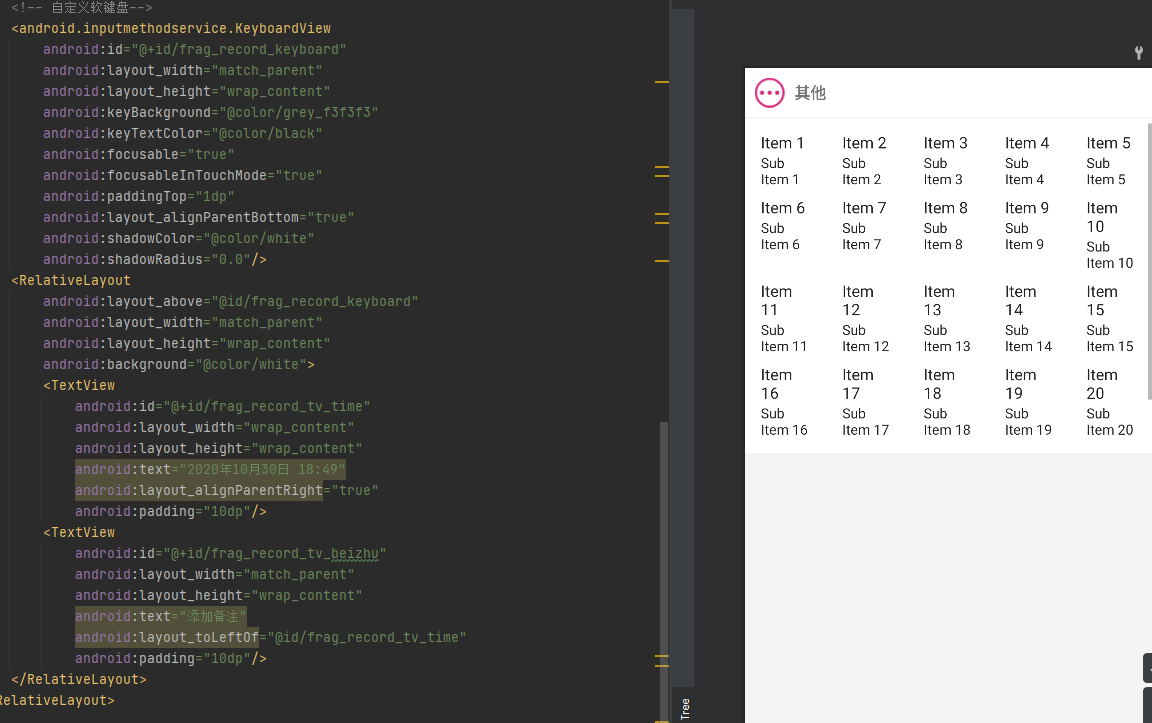 <!-- 自定义软键盘-->
<android.inputmethodservice.KeyboardView
android:id="@+id/frag_record_keyboard"
android:layout_width="match_parent"
android:layout_height="wrap_content"
android:keyBackground="@color/grey_f3f3f3"
android:keyTextColor="@color/black"
android:focusable="true"
android:focusableInTouchMode="true"
android:paddingTop="1dp"
android:layout_alignParentBottom="true"
android:shadowColor="@color/white"
android:shadowRadius="0.0"/>
<RelativeLayout
android:layout_above="@id/frag_record_keyboard"
android:layout_width="match_parent"
android:layout_height="wrap_content"
android:background="@color/white">
<TextView
android:id="@+id/frag_record_tv_time"
android:layout_width="wrap_content"
android:layout_height="wrap_content"
android:text="2020年10月30日 18:49"
android:layout_alignParentRight="true"
android:padding="10dp"/>
<TextView
android:id="@+id/frag_record_tv_beizhu"
android:layout_width="match_parent"
android:layout_height="wrap_content"
android:text="添加备注"
android:layout_toLeftOf="@id/frag_record_tv_time"
android:padding="10dp"/>
</RelativeLayout>
RelativeLayout>
Tree
其他
Item 1 Item 2 Item 3 Item 4 Item 5
Sub Sub Sub Sub Sub
Item 1 Item 2 Item 3 Item 4 Item 5
Item 6 Item 7 Item 8 Item 9 Item
10
Sub Sub Sub Sub Sub
Item 6 Item 7 Item 8 Item 9 Item 10
Item Item Item Item Item
11 12 13 14 15
Sub Sub Sub Sub Sub
Item 11 Item 12 Item 13 Item 14 Item 15
Item Item Item Item Item
16 17 18 19 20
Sub Sub Sub Sub Sub
Item 16 Item 17 Item 18 Item 19 Item 20